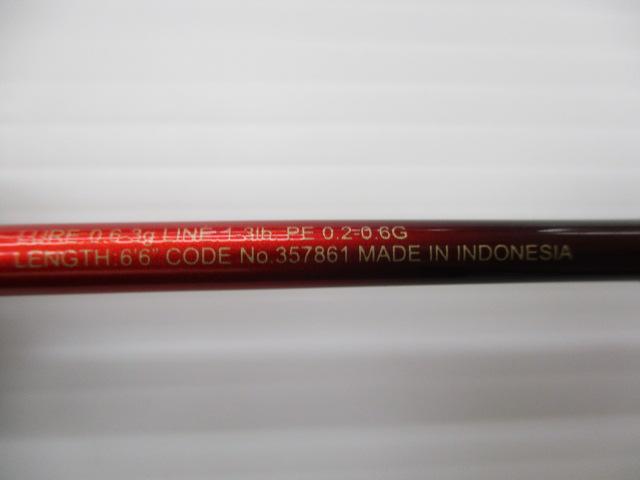 LURE 0.6-3g LINE 1-3lb. PE 0.2-0.6G
LENGTH:6'6" CODE No.357861 MADE IN INDONESIA